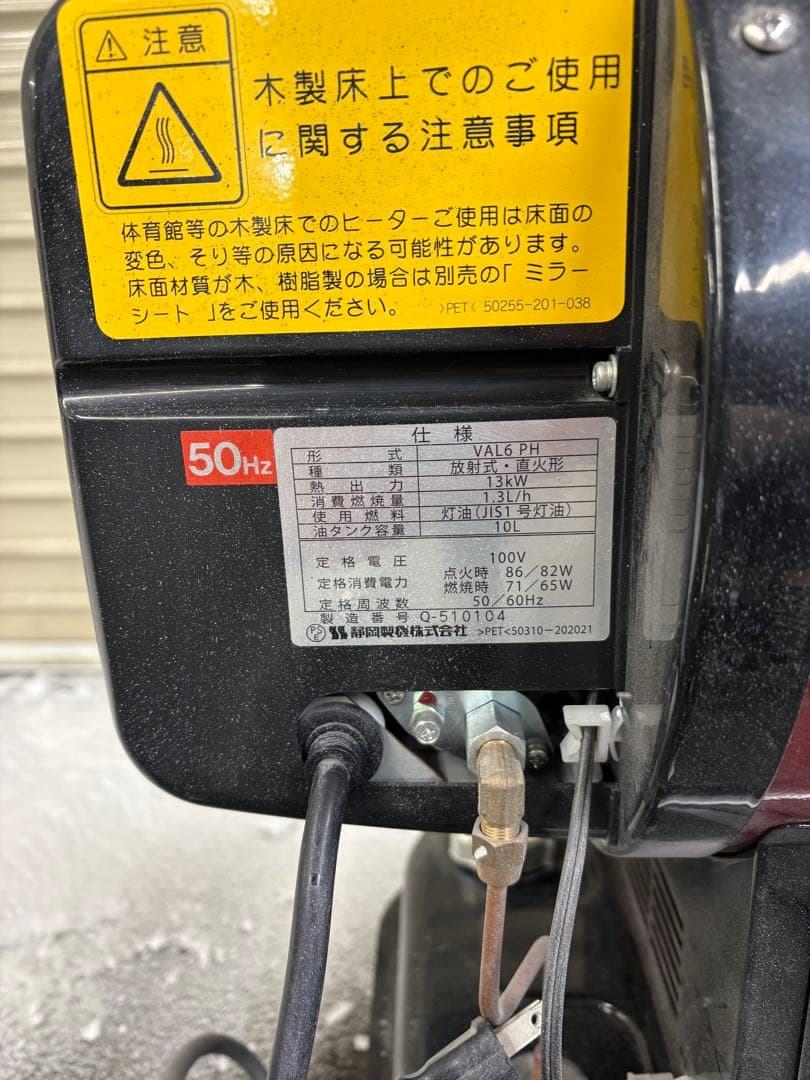 注意
木製床上でのご使用
に関する注意事項
体育館等の木製床でのヒーターご使用は床面の
変色、そり等の原因になる可能性があります。
床面材質が木、樹脂製の場合は別売の「 ミラー
シート 」をご使用ください。
>PET< 50255-201-038
50Hz
仕様
形式 VAL6 PH
種類 放射式・直火形
熱出力 13kW
消費燃焼量 1.3L/h
使用燃料 灯油(JIS1号灯油)
油タンク容量 10L
定格電圧 100V
定格消費電力 点火時 86/82W
燃焼時 71/65W
定格周波数 50/60Hz
製造番号 Q-510104
PSE 静岡製機株式会社 >PET<50310-202021